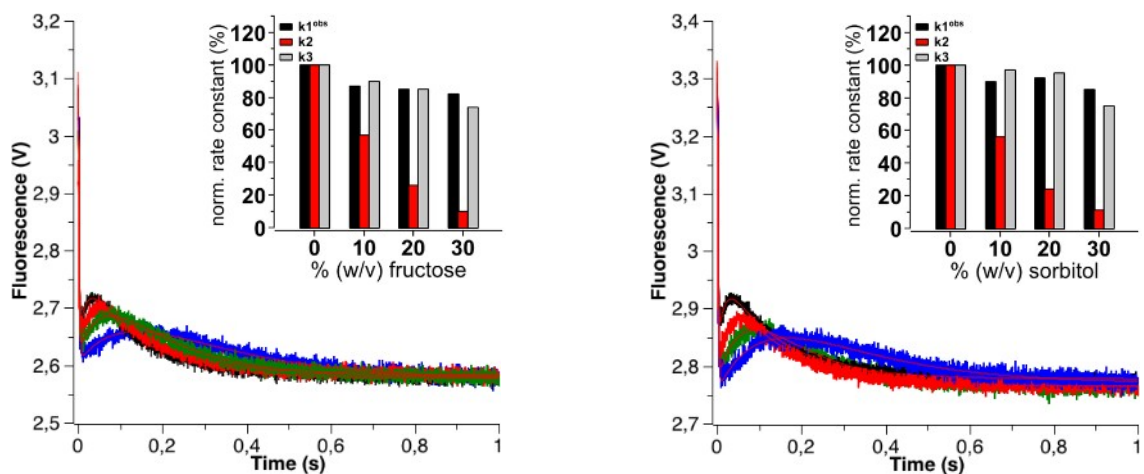 3,2
3,1
3
2,9
2,8
2,7
2,6
2,5
Fluorescence (V)
0
0,2
0,4
0,6
0,8
1
Time (s)
norm. rate constant (%)
120
100
80
60
40
20
0
k1obs
k2
k3
0 10 20 30
% (w/v) fructose
3,4
3,3
3,2
3,1
3
2,9
2,8
2,7
Fluorescence (V)
0
0,2
0,4
0,6
0,8
1
Time (s)
norm. rate constant (%)
120
100
80
60
40
20
0
k1obs
k2
k3
0 10 20 30
% (w/v) sorbitol